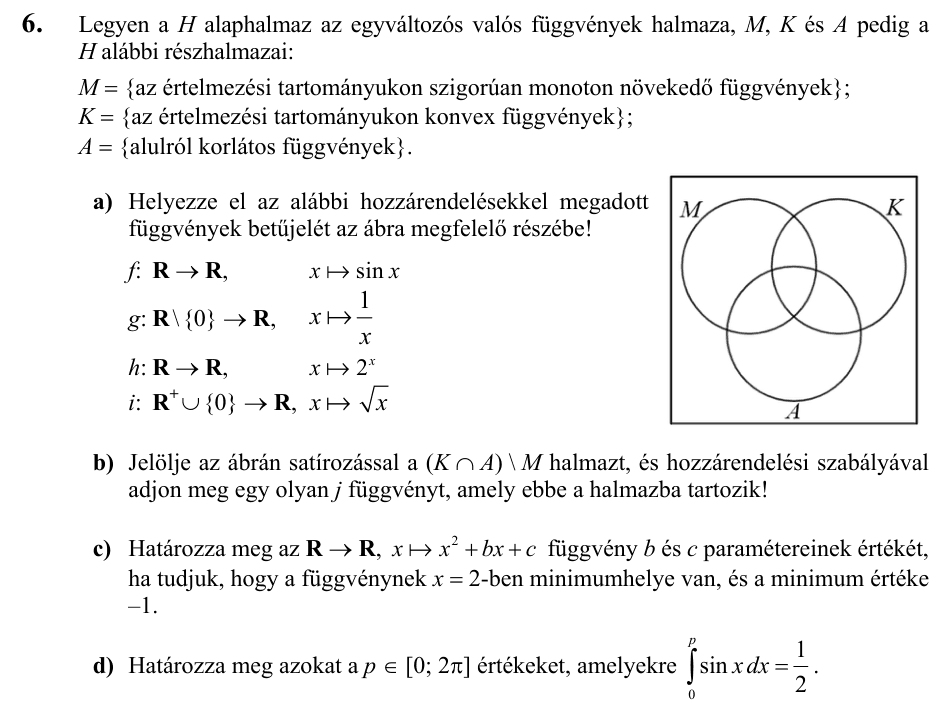 6. Legyen a H alaphalmaz az egyváltozós valós függvények halmaza, M, K és A pedig a
H alábbi részhalmazai:
M = {az értelmezési tartományukon szigorúan monoton növekedő függvények};
K = {az értelmezési tartományukon konvex függvények};
A = {alulról korlátos függvények}.
a) Helyezze el az alábbi hozzárendelésekkel megadott
függvények betűjelét az ábra megfelelő részébe!
f: R → R, x ↦ sin x
g: R\{0} → R, x ↦ 1/x
h: R → R, x ↦ 2^x
i: R⁺ ∪ {0} → R, x ↦ √x
M
K
A
b) Jelölje az ábrán satírozással a (K ∩ A) \ M halmazt, és hozzárendelési szabályával
adjon meg egy olyan j függvényt, amely ebbe a halmazba tartozik!
c) Határozza meg az R → R, x ↦ x² + bx + c függvény b és c paramétereinek értékét,
ha tudjuk, hogy a függvénynek x = 2-ben minimumhelye van, és a minimum értéke
–1.
d) Határozza meg azokat a p ∈ [0; 2π] értékeket, amelyekre ∫₀^p sin x dx = 1/2 .